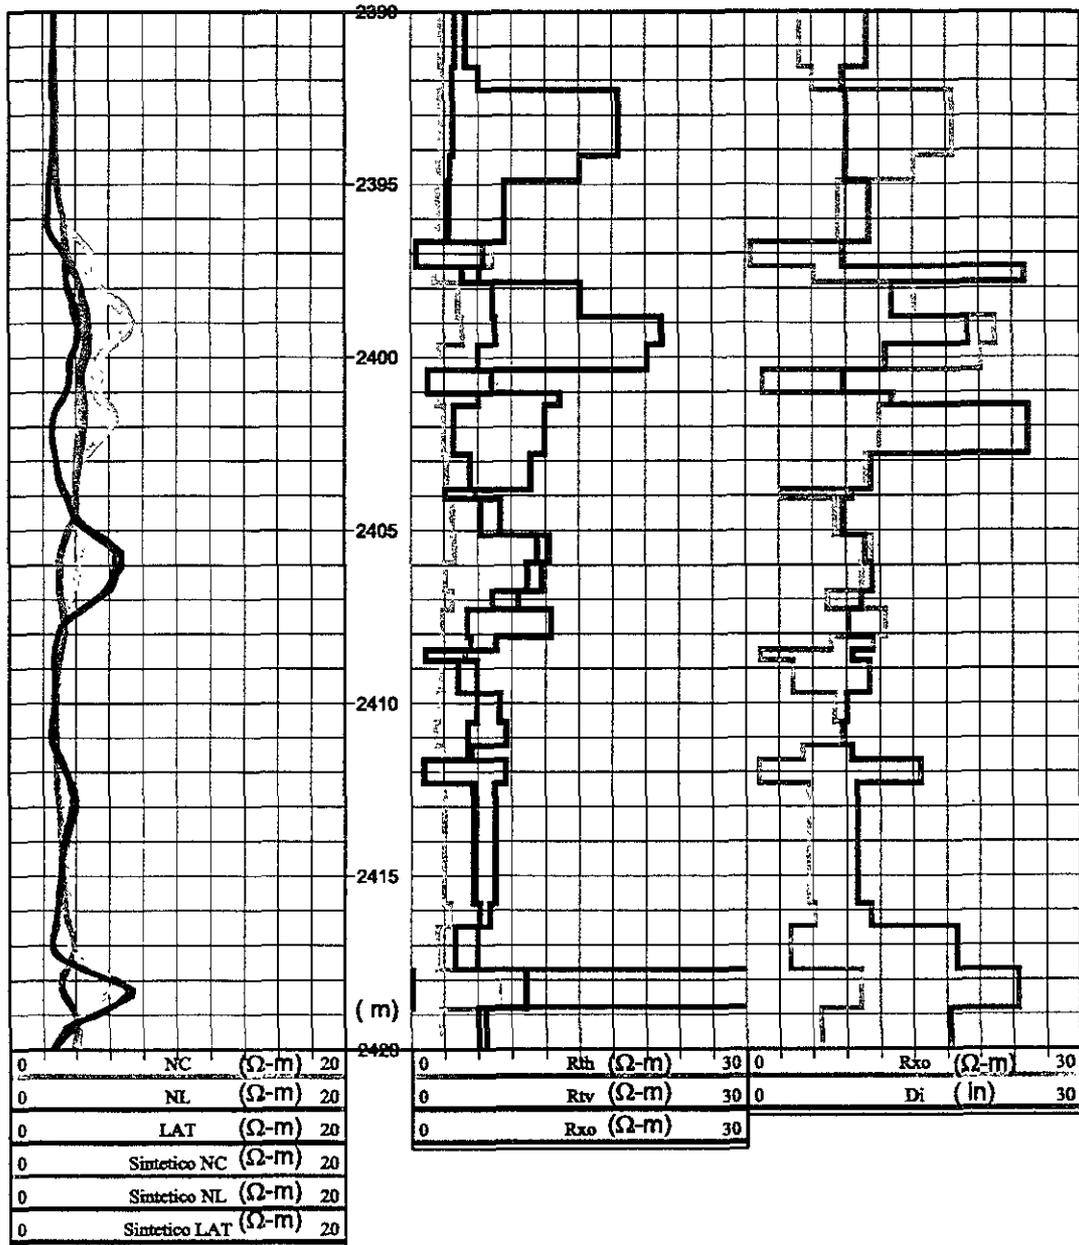 2390
2395
2400
2405
2410
2415
( m)
2420
0 NC (Ω-m) 20
0 NL (Ω-m) 20
0 LAT (Ω-m) 20
0 Sintetico NC (Ω-m) 20
0 Sintetico NL (Ω-m) 20
0 Sintetico LAT (Ω-m) 20
0 Rth (Ω-m) 30
0 Rtv (Ω-m) 30
0 Rxo (Ω-m) 30
0 Rxo (Ω-m) 30
0 Di (in) 30